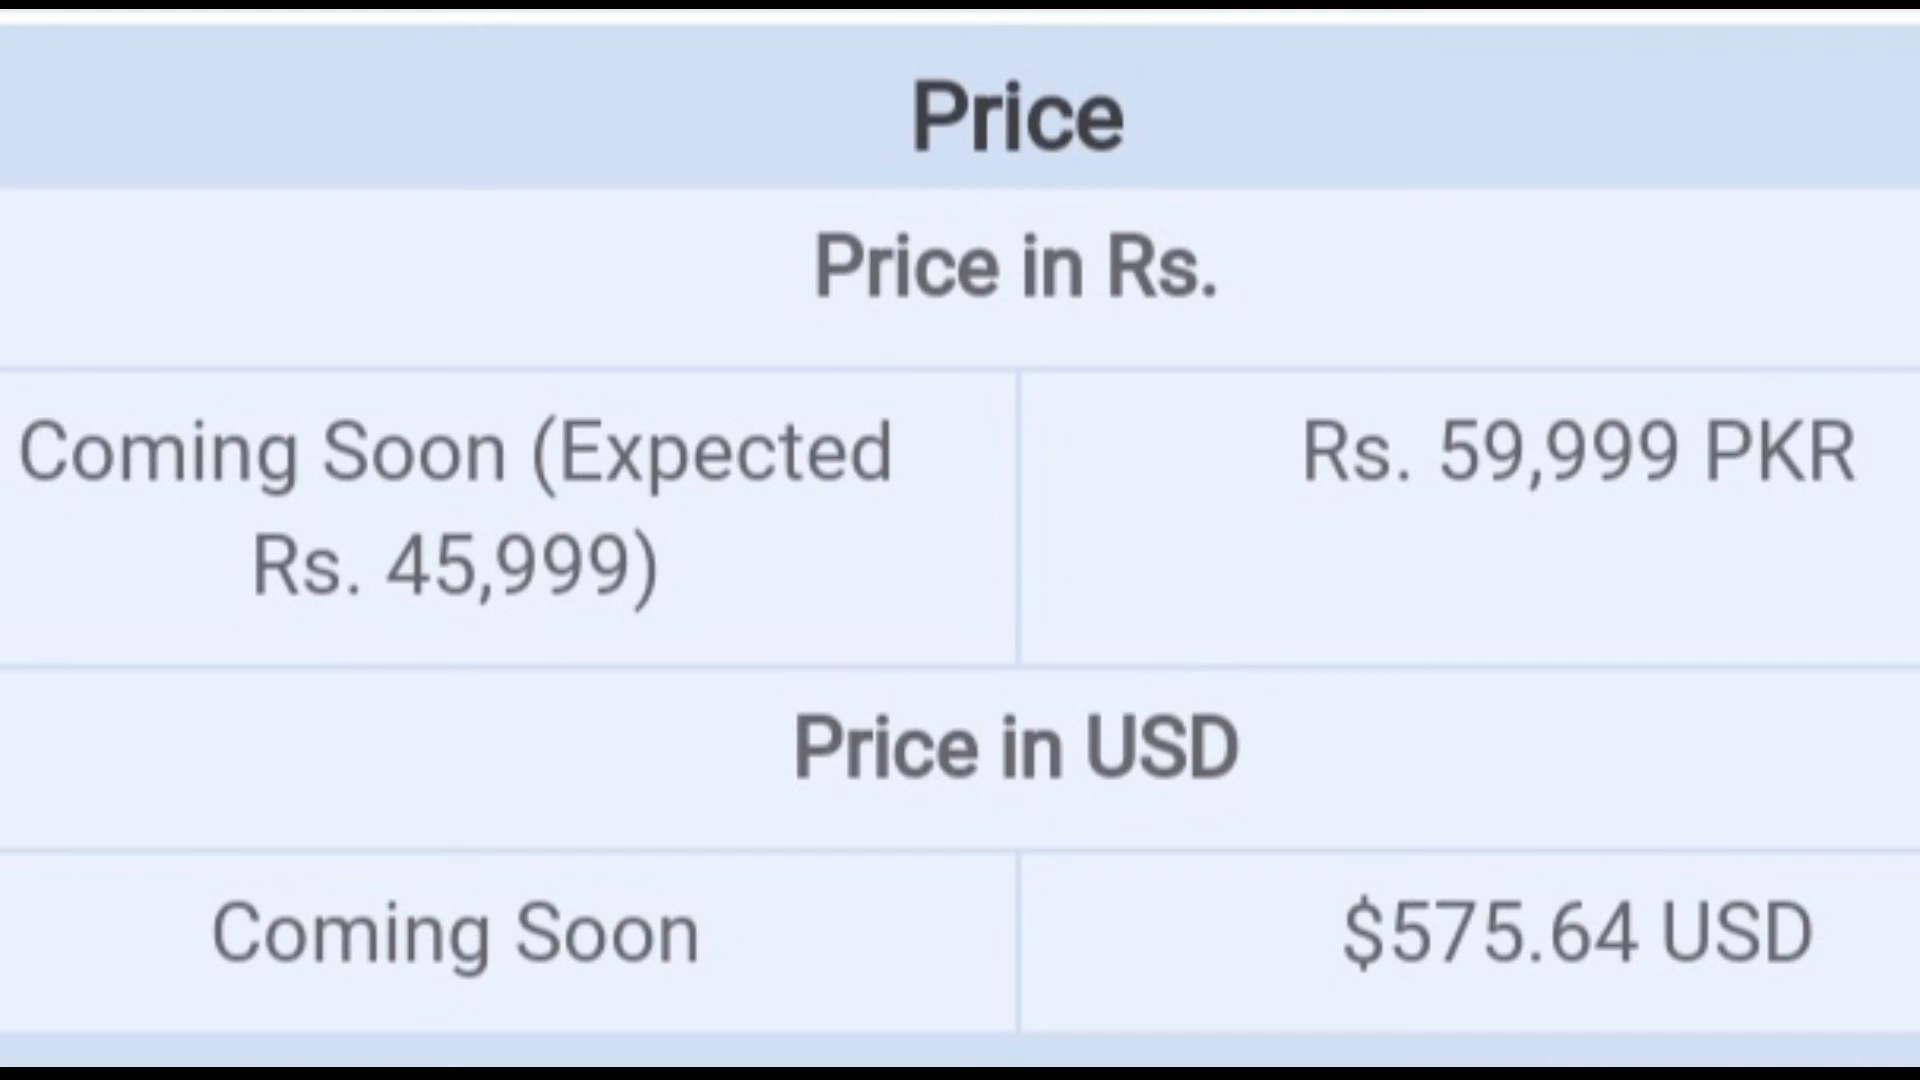 Price
Price in Rs.
Coming Soon (Expected
Rs. 45,999)
Rs. 59,999 PKR
Price in USD
Coming Soon
$575.64 USD